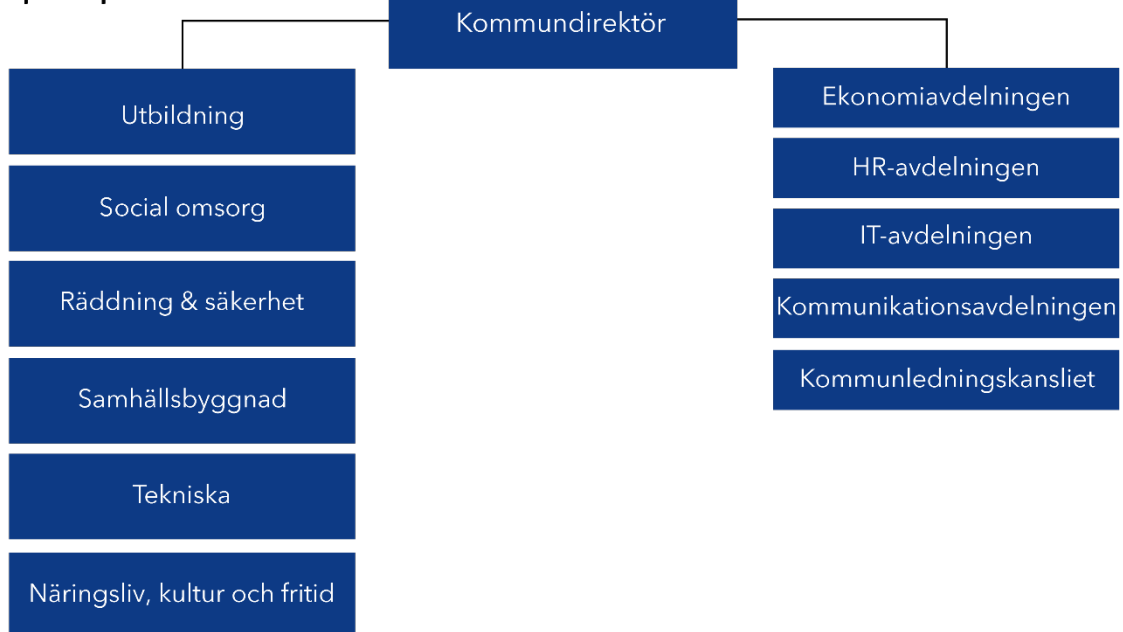 Kommundirektör
Utbildning
Social omsorg
Räddning & säkerhet
Samhällsbyggnad
Tekniska
Näringsliv, kultur och fritid
Ekonomiavdelningen
HR-avdelningen
IT-avdelningen
Kommunikationsavdelningen
Kommunledningskansliet